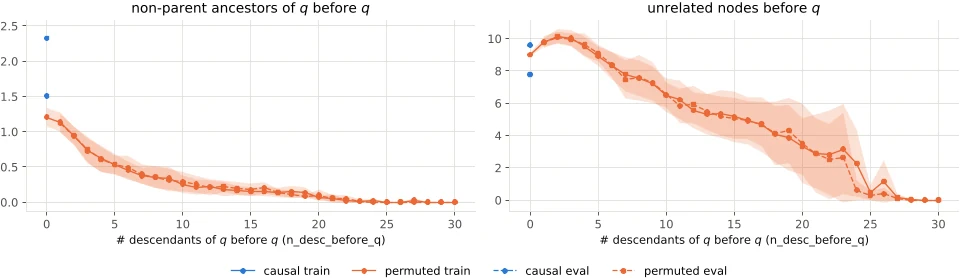 non-parent ancestors of q before q
2.5
2.0
1.5
1.0
0.5
0.0
0 5 10 15 20 25 30
# descendants of q before q (n_desc_before_q)
unrelated nodes before q
10
8
6
4
2
0
0 5 10 15 20 25 30
# descendants of q before q (n_desc_before_q)
causal train permuted train causal eval permuted eval